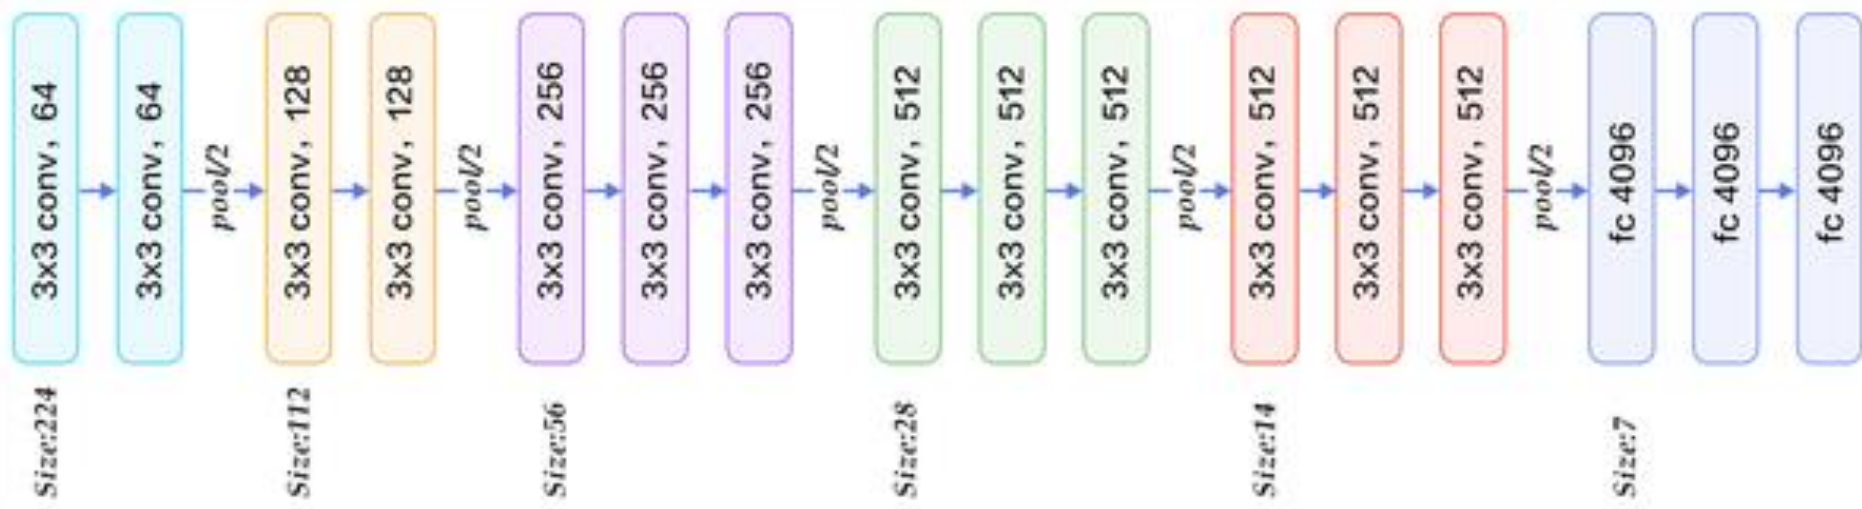 3x3 conv, 64
3x3 conv, 64
pool/2
3x3 conv, 128
3x3 conv, 128
pool/2
3x3 conv, 256
3x3 conv, 256
3x3 conv, 256
pool/2
3x3 conv, 512
3x3 conv, 512
3x3 conv, 512
pool/2
3x3 conv, 512
3x3 conv, 512
3x3 conv, 512
pool/2
fc 4096
fc 4096
fc 4096
Size:224
Size:112
Size:56
Size:28
Size:14
Size:7